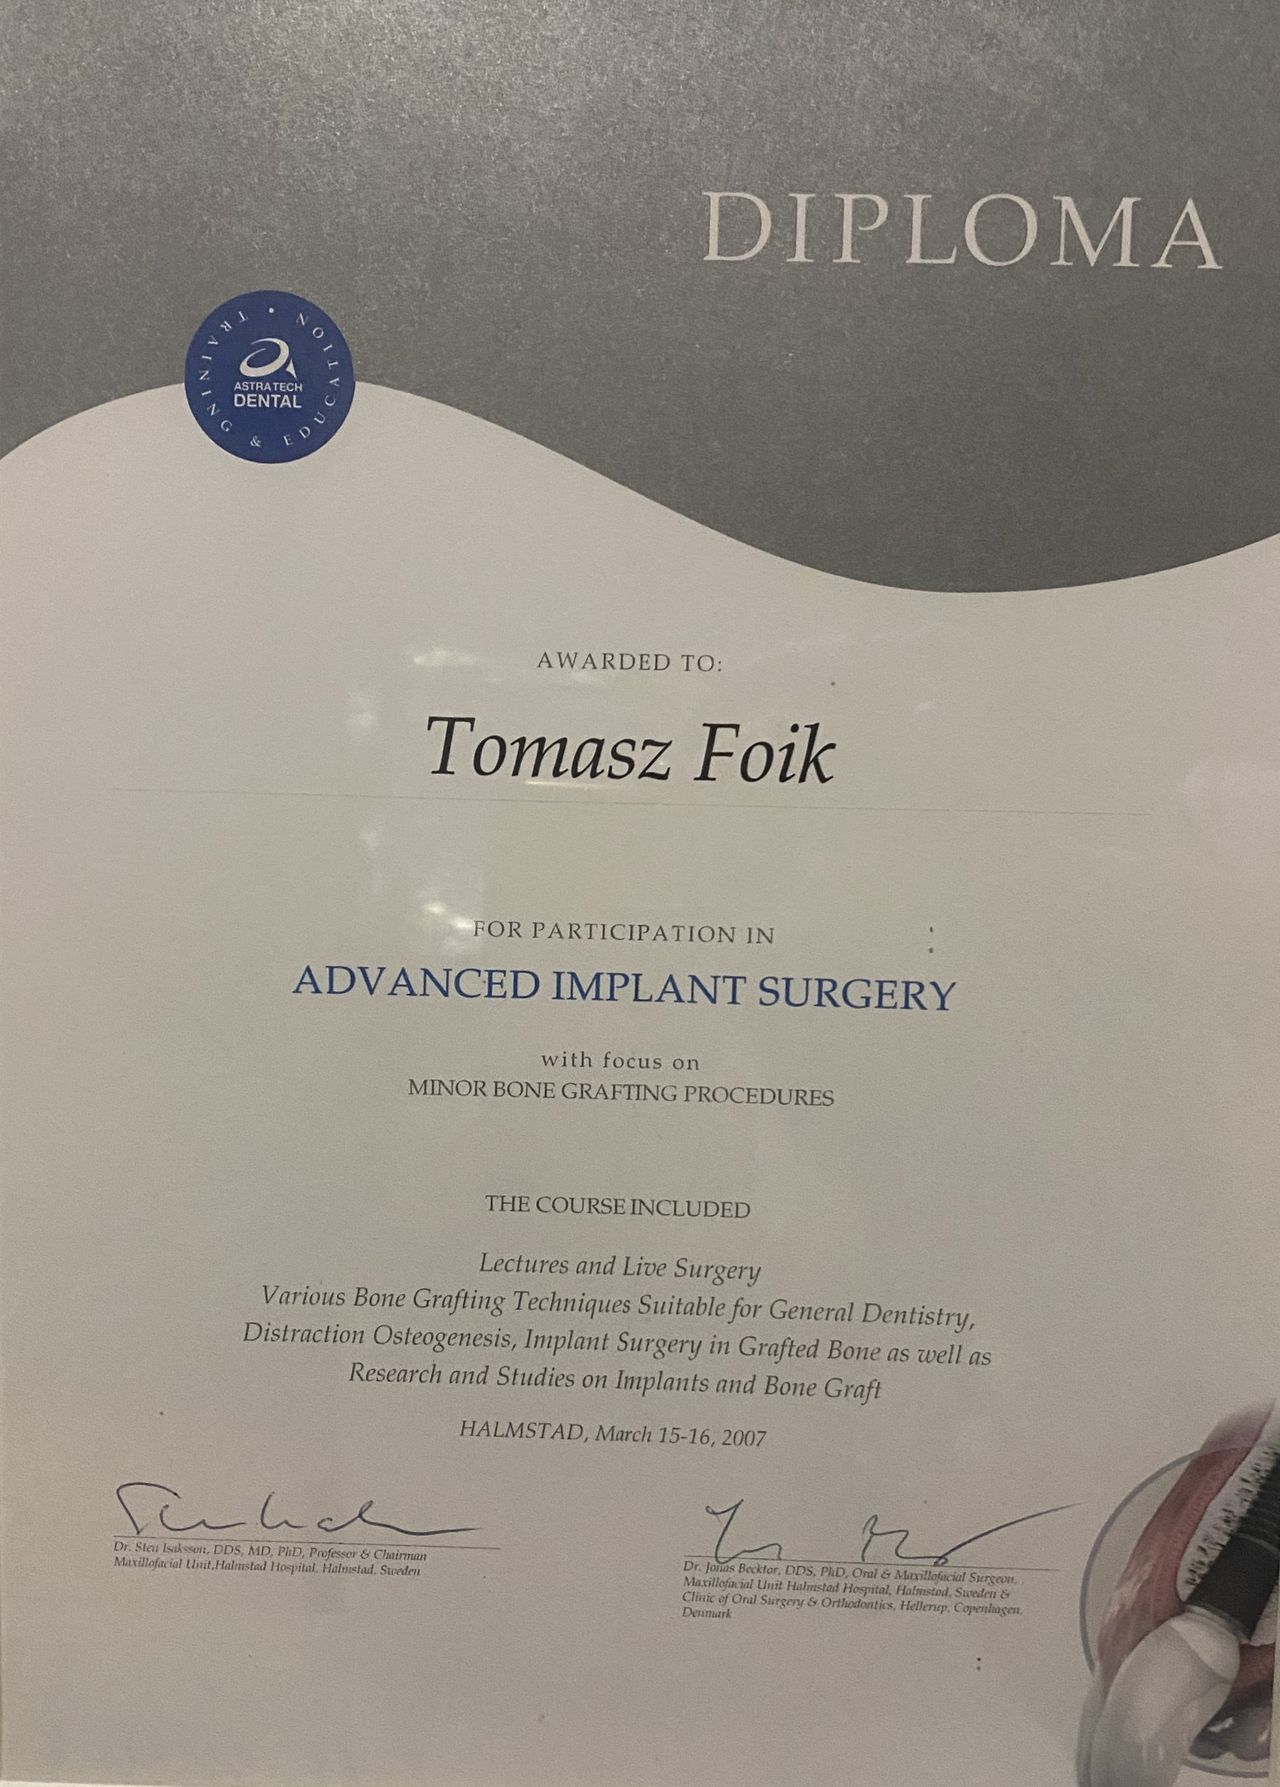 DIPLOMA
TRAINING & EDUCATION •
ASTRA TECH
DENTAL
AWARDED TO:
Tomasz Foik
FOR PARTICIPATION IN
ADVANCED IMPLANT SURGERY
with focus on
MINOR BONE GRAFTING PROCEDURES
THE COURSE INCLUDED
Lectures and Live Surgery
Various Bone Grafting Techniques Suitable for General Dentistry,
Distraction Osteogenesis, Implant Surgery in Grafted Bone as well as
Research and Studies on Implants and Bone Graft
HALMSTAD, March 15-16, 2007
Dr. Sten Isaksson, DDS, MD, PhD, Professor & Chairman
Maxillofacial Unit,Halmstad Hospital, Halmstad, Sweden
Dr. Jonas Becktor, DDS, PhD, Oral & Maxillofacial Surgeon,
Maxillofacial Unit Halmstad Hospital, Halmstad, Sweden &
Clinic of Oral Surgery & Orthodontics, Hellerup, Copenhagen,
Denmark